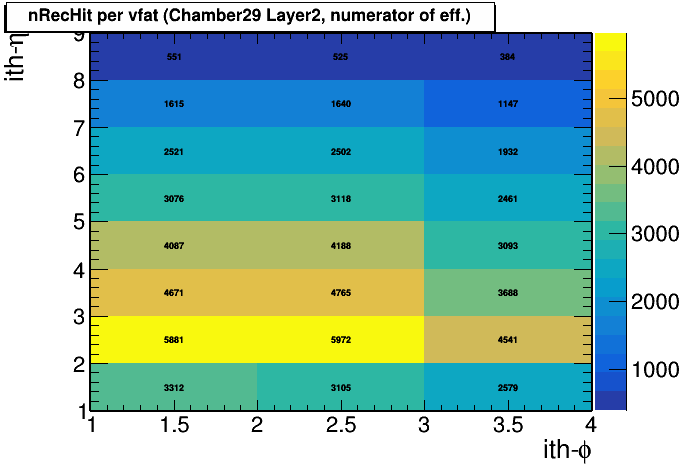 nRecHit per vfat (Chamber29 Layer2, numerator of eff.)
ith-η
9
8
7
6
5
4
3
2
1
551 525 384
1615 1640 1147
2521 2502 1932
3076 3118 2461
4087 4188 3093
4671 4765 3688
5881 5972 4541
3312 3105 2579
1 1.5 2 2.5 3 3.5 4
ith-ϕ
5000
4000
3000
2000
1000